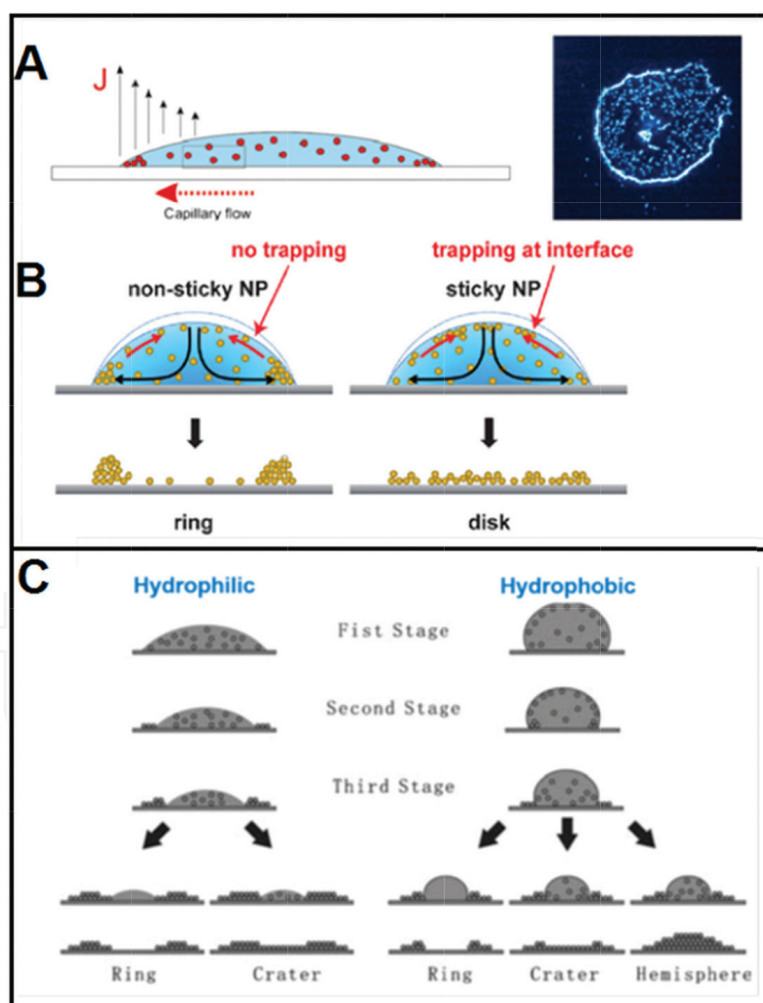 A
J
Capillary flow
B
no trapping
trapping at interface
non-sticky NP
sticky NP
ring
disk
C
Hydrophilic
Hydrophobic
Fist Stage
Second Stage
Third Stage
Ring
Crater
Ring
Crater
Hemisphere